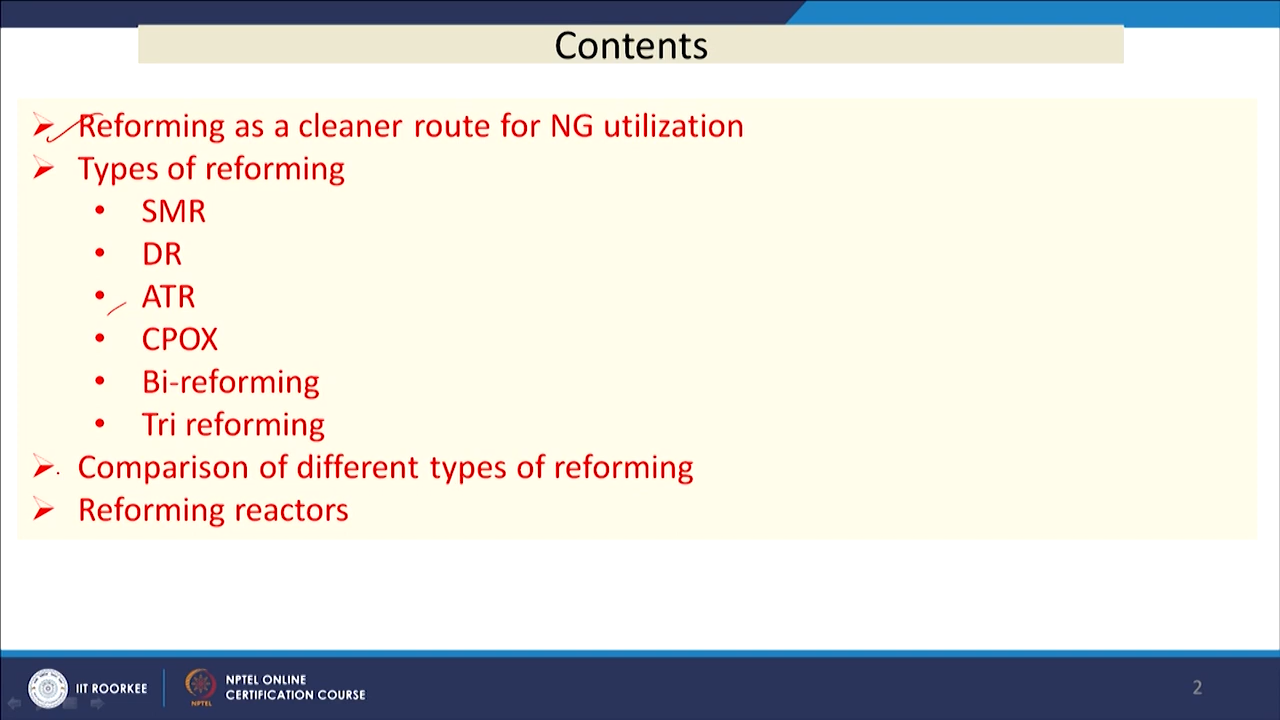 Contents
➢ Reforming as a cleaner route for NG utilization
➢ Types of reforming
• SMR
• DR
• ATR
• CPOX
• Bi-reforming
• Tri reforming
➢ Comparison of different types of reforming
➢ Reforming reactors
IIT ROORKEE
NPTEL ONLINE
CERTIFICATION COURSE
NPTEL
2